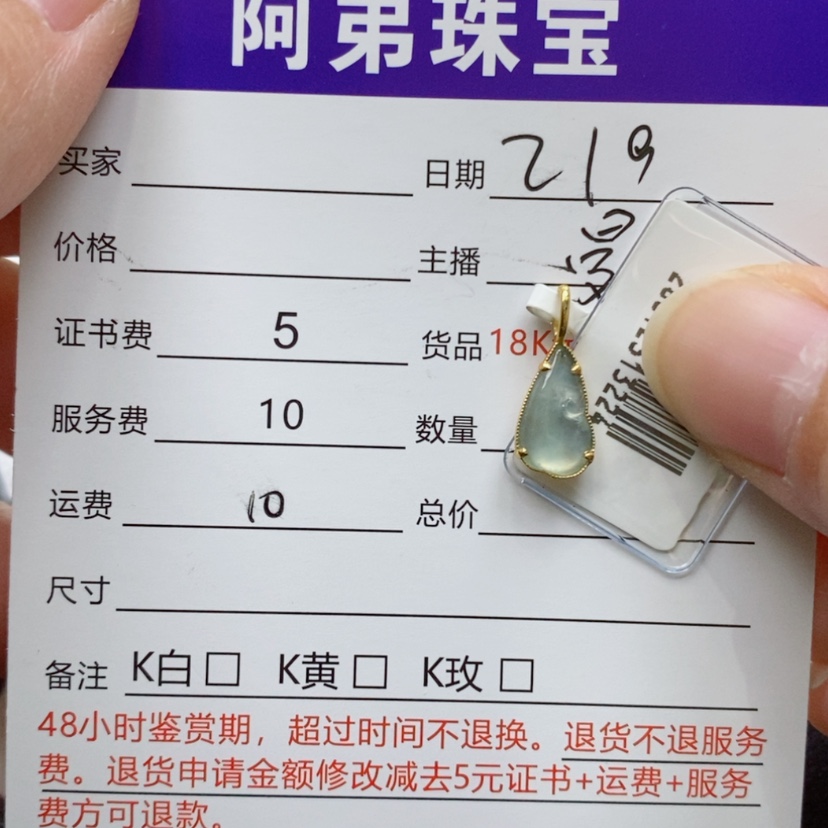 阿弟珠宝
买家 日期 219
价格 主播
证书费 5 货品 18K
服务费 10 数量
运费 10 总价
尺寸
备注 K白□ K黄□ K玫□
48小时鉴赏期，超过时间不退换。退货不退服务
费。退货申请金额修改减去5元证书+运费+服务
费方可退款。